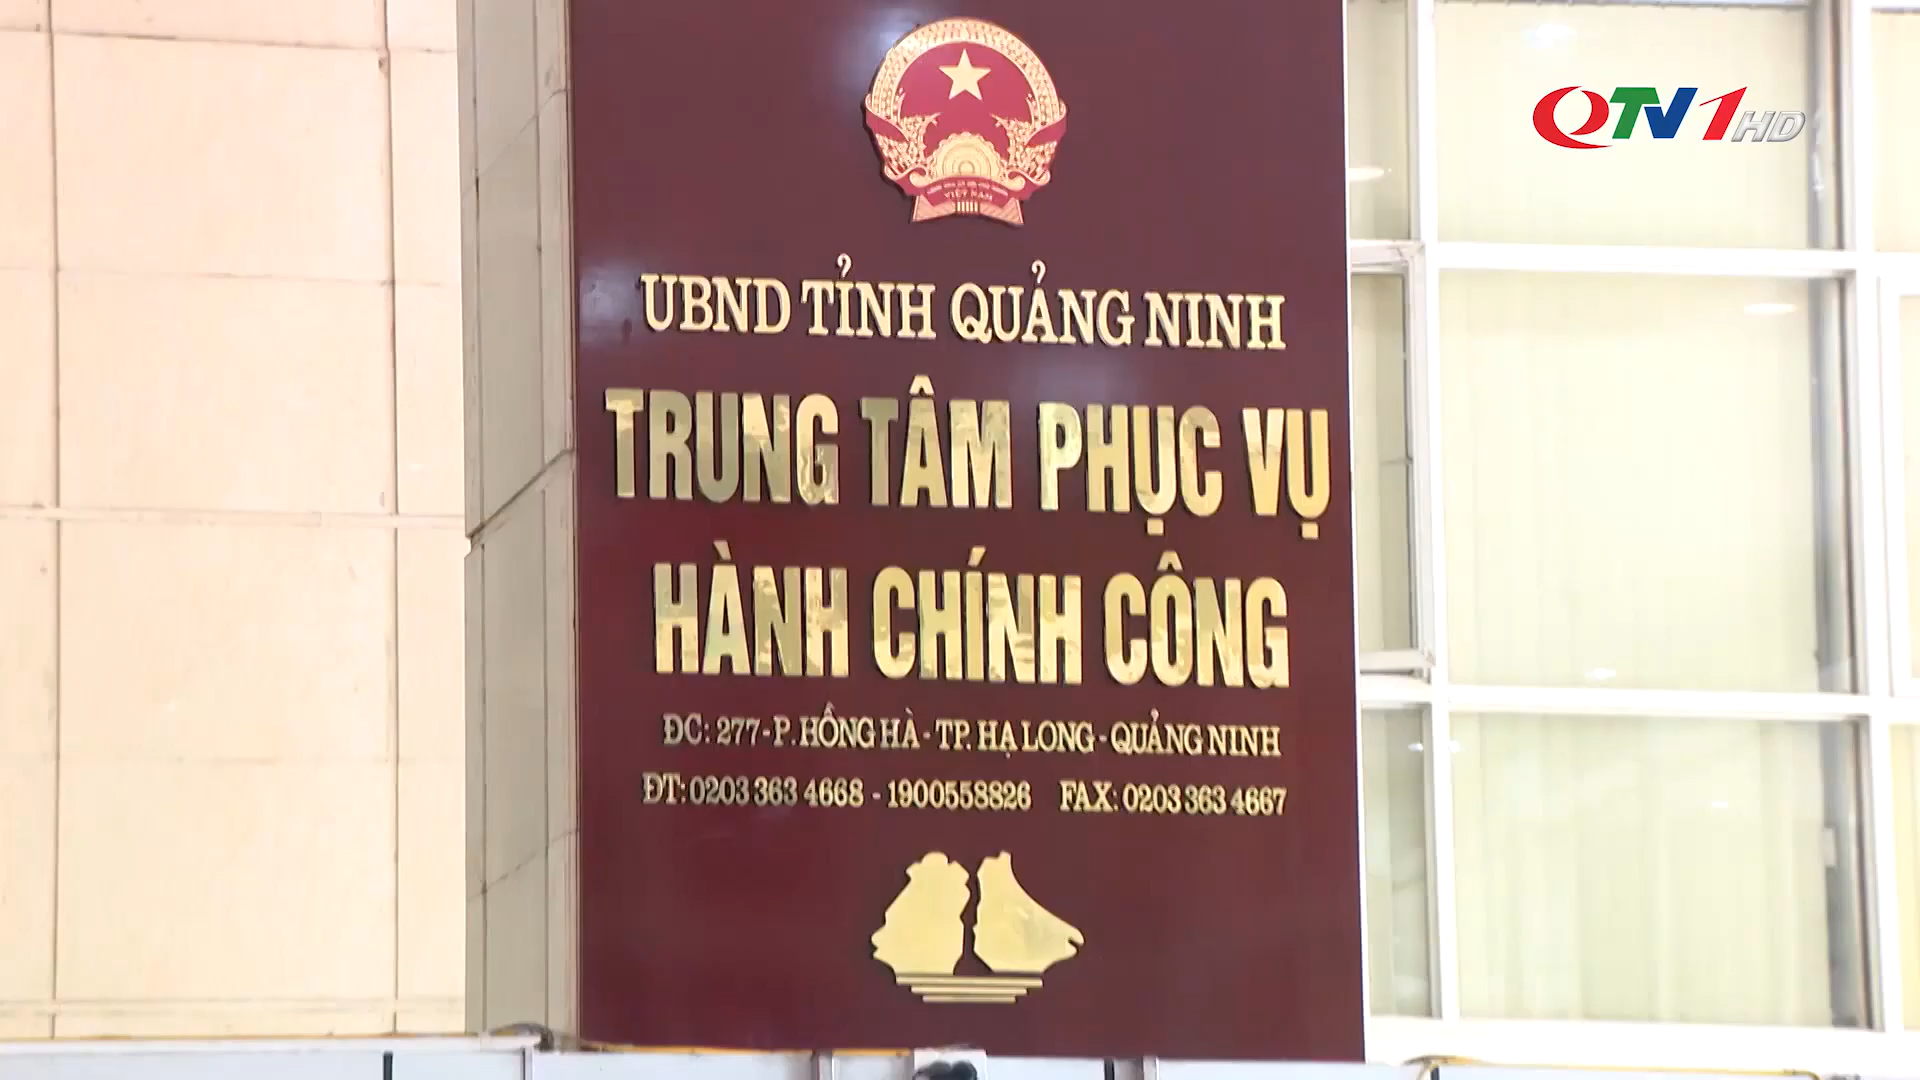 QTV1HD
VIỆT NAM
UBND TỈNH QUẢNG NINH
TRUNG TÂM PHỤC VỤ
HÀNH CHÍNH CÔNG
ĐC: 277-P. HỒNG HÀ - TP. HẠ LONG - QUẢNG NINH
ĐT: 0203 363 4668 - 1900558826 FAX: 0203 363 4667